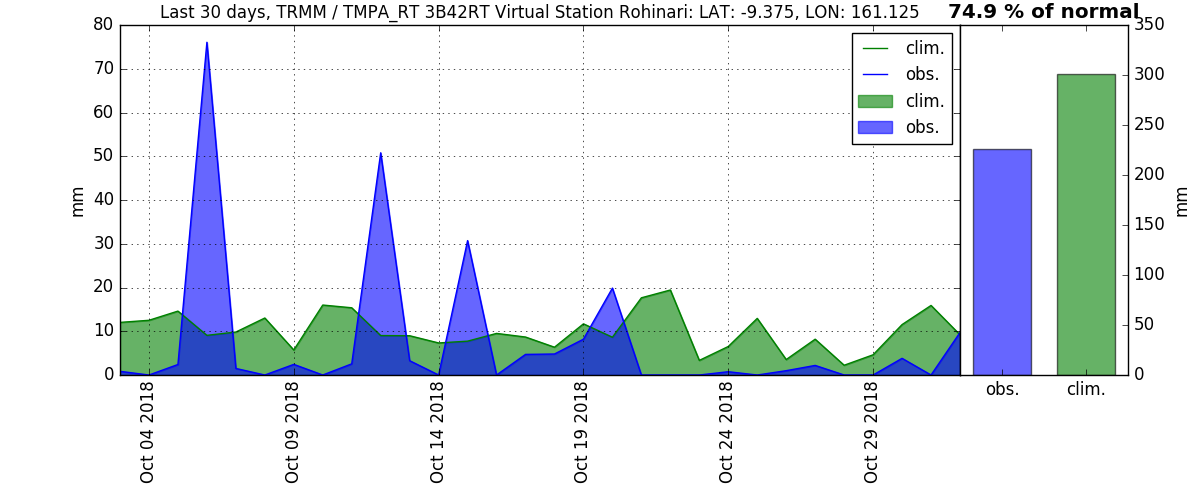 Last 30 days, TRMM / TMPA_RT 3B42RT Virtual Station Rohinari: LAT: -9.375, LON: 161.125
74.9 % of normal
80
70
60
50
40
30
20
10
0
mm
clim.
obs.
clim.
obs.
350
300
250
200
150
100
50
0
mm
obs.
clim.
Oct 04 2018
Oct 09 2018
Oct 14 2018
Oct 19 2018
Oct 24 2018
Oct 29 2018